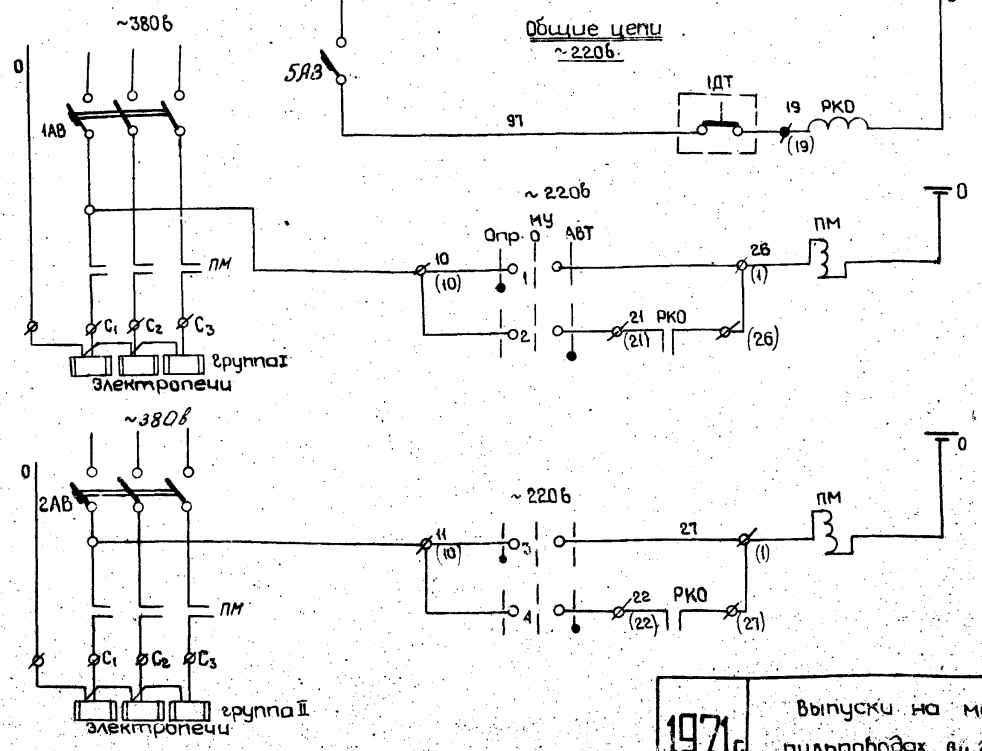 Общие цепи
~220в.
~380в
0
5АВ
1АВ
1ДТ
97
19
(19)
РКО
~220в
МУ
Опр. О АВТ
0
ПМ
10
(10)
1
26
(1)
ПМ
2
21
(21)
РКО
(26)
С1 С2 С3
группа I
Электропечи
~380в
0
2АВ
~220в
0
ПМ
11
(10)
3
27
(1)
ПМ
4
22
(22)
РКО
(27)
С1 С2 С3
группа II
Электропечи
1971г
Выпуски на